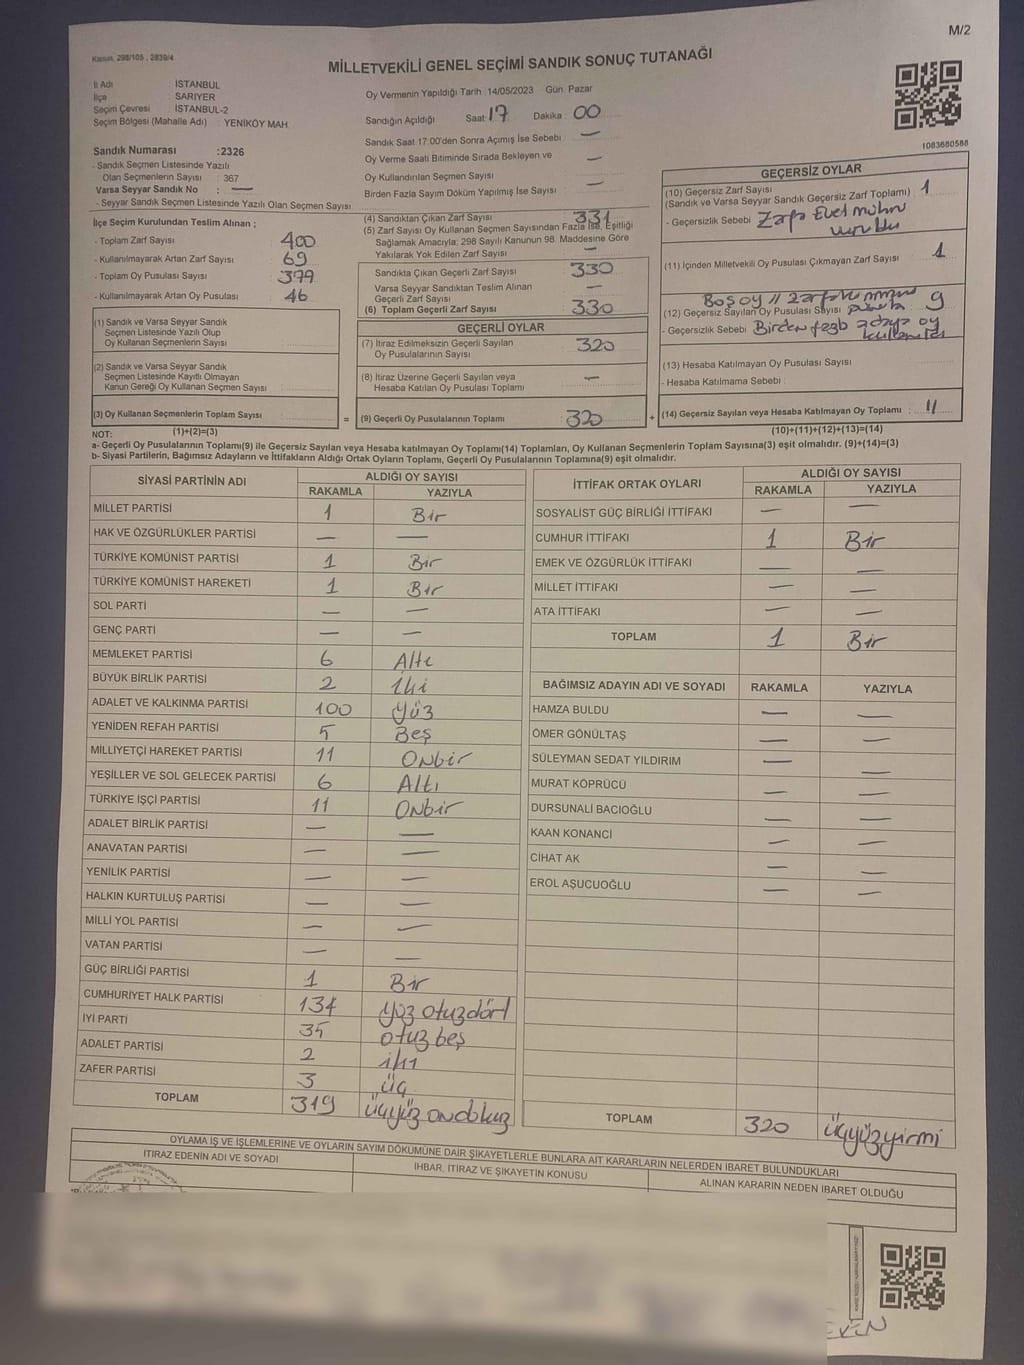 M/2
Kanun, 298/105 , 2839/4
MİLLETVEKİLİ GENEL SEÇİMİ SANDIK SONUÇ TUTANAĞI
İl Adı : İSTANBUL
İlçe : SARIYER
Seçim Çevresi : İSTANBUL-2
Seçim Bölgesi (Mahalle Adı) : YENİKÖY MAH.
Sandık Numarası :2326
- Sandık Seçmen Listesinde Yazılı
Olan Seçmenlerin Sayısı : 367
Varsa Seyyar Sandık No : —
- Seyyar Sandık Seçmen Listesinde Yazılı Olan Seçmen Sayısı
Oy Vermenin Yapıldığı Tarih :14/05/2023 Gün: Pazar
Sandığın Açıldığı Saat: 17 Dakika: 00
Sandık Saat 17:00'den Sonra Açımış İse Sebebi —
Oy Verme Saati Bitiminde Sırada Bekleyen ve —
Oy Kullandırılan Seçmen Sayısı
Birden Fazla Sayım Döküm Yapılmış İse Sayısı —
1083680588
İlçe Seçim Kurulundan Teslim Alınan ;
- Toplam Zarf Sayısı 400
- Kullanılmayarak Artan Zarf Sayısı 69
- Toplam Oy Pusulası Sayısı 379
- Kullanılmayarak Artan Oy Pusulası 46
(1) Sandık ve Varsa Seyyar Sandık
Seçmen Listesinde Yazılı Olup
Oy Kullanan Seçmenlerin Sayısı
(2) Sandık ve Varsa Seyyar Sandık
Seçmen Listesinde Kayıtlı Olmayan
Kanun Gereği Oy Kullanan Seçmen Sayısı
(3) Oy Kullanan Seçmenlerin Toplam Sayısı
(4) Sandıktan Çıkan Zarf Sayısı 331
(5) Zarf Sayısı Oy Kullanan Seçmen Sayısından Fazla İse, Eşitliği
Sağlamak Amacıyla; 298 Sayılı Kanunun 98. Maddesine Göre
Yakılarak Yok Edilen Zarf Sayısı —
Sandıkta Çıkan Geçerli Zarf Sayısı 330
Varsa Seyyar Sandıktan Teslim Alınan
Geçerli Zarf Sayısı —
(6) Toplam Geçerli Zarf Sayısı 330
GEÇERLİ OYLAR
(7) İtiraz Edilmeksizin Geçerli Sayılan
Oy Pusulalarının Sayısı 320
(8) İtiraz Üzerine Geçerli Sayılan veya
Hesaba Katılan Oy Pusulası Toplamı —
= (9) Geçerli Oy Pusulalarının Toplamı 320 +
GEÇERSİZ OYLAR
(10) Geçersiz Zarf Sayısı 1
(Sandık ve Varsa Seyyar Sandık Geçersiz Zarf Toplamı)
- Geçersizlik Sebebi Zarfa Evet mührü
(11) İçinden Milletvekili Oy Pusulası Çıkmayan Zarf Sayısı 1
Boş oy
(12) Geçersiz Sayılan Oy Pusulası Sayısı 9
- Geçersizlik Sebebi Birden fazla adaya oy
(13) Hesaba Katılmayan Oy Pusulası Sayısı
- Hesaba Katılmama Sebebi :
(14) Geçersiz Sayılan veya Hesaba Katılmayan Oy Toplamı : 11
NOT: (1)+(2)=(3)
(10)+(11)+(12)+(13)=(14)
a- Geçerli Oy Pusulalarının Toplamı(9) ile Geçersiz Sayılan veya Hesaba katılmayan Oy Toplamı(14) Toplamları, Oy Kullanan Seçmenlerin Toplam Sayısına(3) eşit olmalıdır. (9)+(14)=(3)
b- Siyasi Partilerin, Bağımsız Adayların ve İttifakların Aldığı Ortak Oyların Toplamı, Geçerli Oy Pusulalarının Toplamına(9) eşit olmalıdır.
SİYASİ PARTİNİN ADI ALDIĞI OY SAYISI
RAKAMLA YAZIYLA
MİLLET PARTİSİ 1 Bir
HAK VE ÖZGÜRLÜKLER PARTİSİ — —
TÜRKİYE KOMÜNİST PARTİSİ 1 Bir
TÜRKİYE KOMÜNİST HAREKETİ 1 Bir
SOL PARTİ — —
GENÇ PARTİ — —
MEMLEKET PARTİSİ 6 Altı
BÜYÜK BİRLİK PARTİSİ 2 İki
ADALET VE KALKINMA PARTİSİ 100 Yüz
YENİDEN REFAH PARTİSİ 5 Beş
MİLLİYETÇİ HAREKET PARTİSİ 11 Onbir
YEŞİLLER VE SOL GELECEK PARTİSİ 6 Altı
TÜRKİYE İŞÇİ PARTİSİ 11 Onbir
ADALET BİRLİK PARTİSİ — —
ANAVATAN PARTİSİ — —
YENİLİK PARTİSİ — —
HALKIN KURTULUŞ PARTİSİ — —
MİLLİ YOL PARTİSİ — —
VATAN PARTİSİ — —
GÜÇ BİRLİĞİ PARTİSİ 1 Bir
CUMHURİYET HALK PARTİSİ 134 Yüz otuzdört
İYİ PARTİ 35 otuz beş
ADALET PARTİSİ 2 iki
ZAFER PARTİSİ 3 üç
TOPLAM 319 üçyüz ondokuz
İTTİFAK ORTAK OYLARI ALDIĞI OY SAYISI
RAKAMLA YAZIYLA
SOSYALİST GÜÇ BİRLİĞİ İTTİFAKI — —
CUMHUR İTTİFAKI 1 Bir
EMEK VE ÖZGÜRLÜK İTTİFAKI — —
MİLLET İTTİFAKI — —
ATA İTTİFAKI — —
TOPLAM 1 Bir
BAĞIMSIZ ADAYIN ADI VE SOYADI RAKAMLA YAZIYLA
HAMZA BULDU — —
ÖMER GÖNÜLTAŞ — —
SÜLEYMAN SEDAT YILDIRIM — —
MURAT KÖPRÜCÜ — —
DURSUNALİ BACIOĞLU — —
KAAN KONANCİ — —
CİHAT AK — —
EROL AŞUCUOĞLU — —
TOPLAM 320 üçyüzyirmi
OYLAMA İŞ VE İŞLEMLERİNE VE OYLARIN SAYIM DÖKÜMÜNE DAİR ŞİKAYETLERLE BUNLARA AİT KARARLARIN NELERDEN İBARET BULUNDUKLARI
İTİRAZ EDENİN ADI VE SOYADI İHBAR, İTİRAZ VE ŞİKAYETİN KONUSU ALINAN KARARIN NEDEN İBARET OLDUĞU